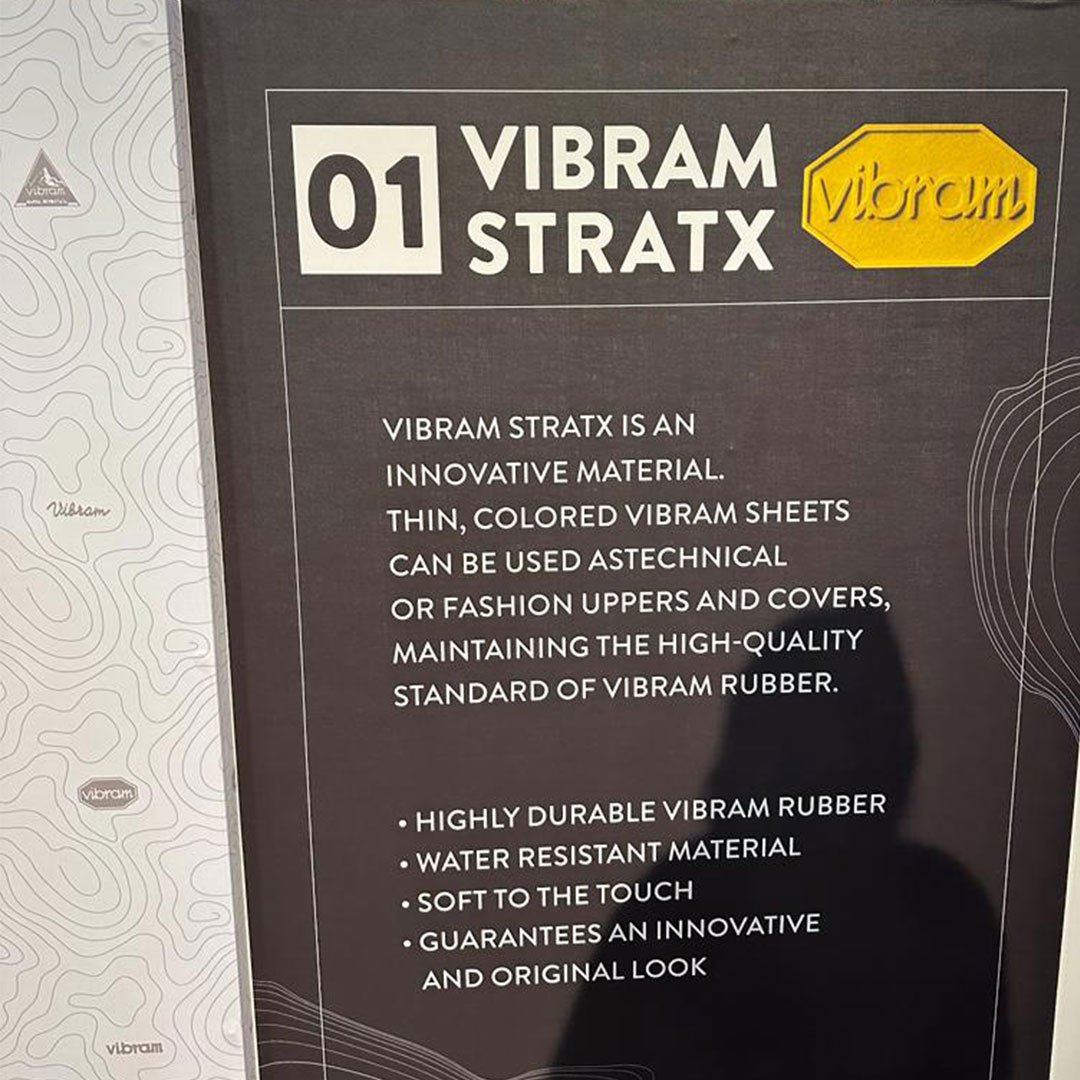 01
VIBRAM
STRATX
vibram
VIBRAM STRATX IS AN
INNOVATIVE MATERIAL.
THIN, COLORED VIBRAM SHEETS
CAN BE USED ASTECHNICAL
OR FASHION UPPERS AND COVERS,
MAINTAINING THE HIGH-QUALITY
STANDARD OF VIBRAM RUBBER.
• HIGHLY DURABLE VIBRAM RUBBER
• WATER RESISTANT MATERIAL
• SOFT TO THE TOUCH
• GUARANTEES AN INNOVATIVE
AND ORIGINAL LOOK
vibram
Vibram
vibram
vibram